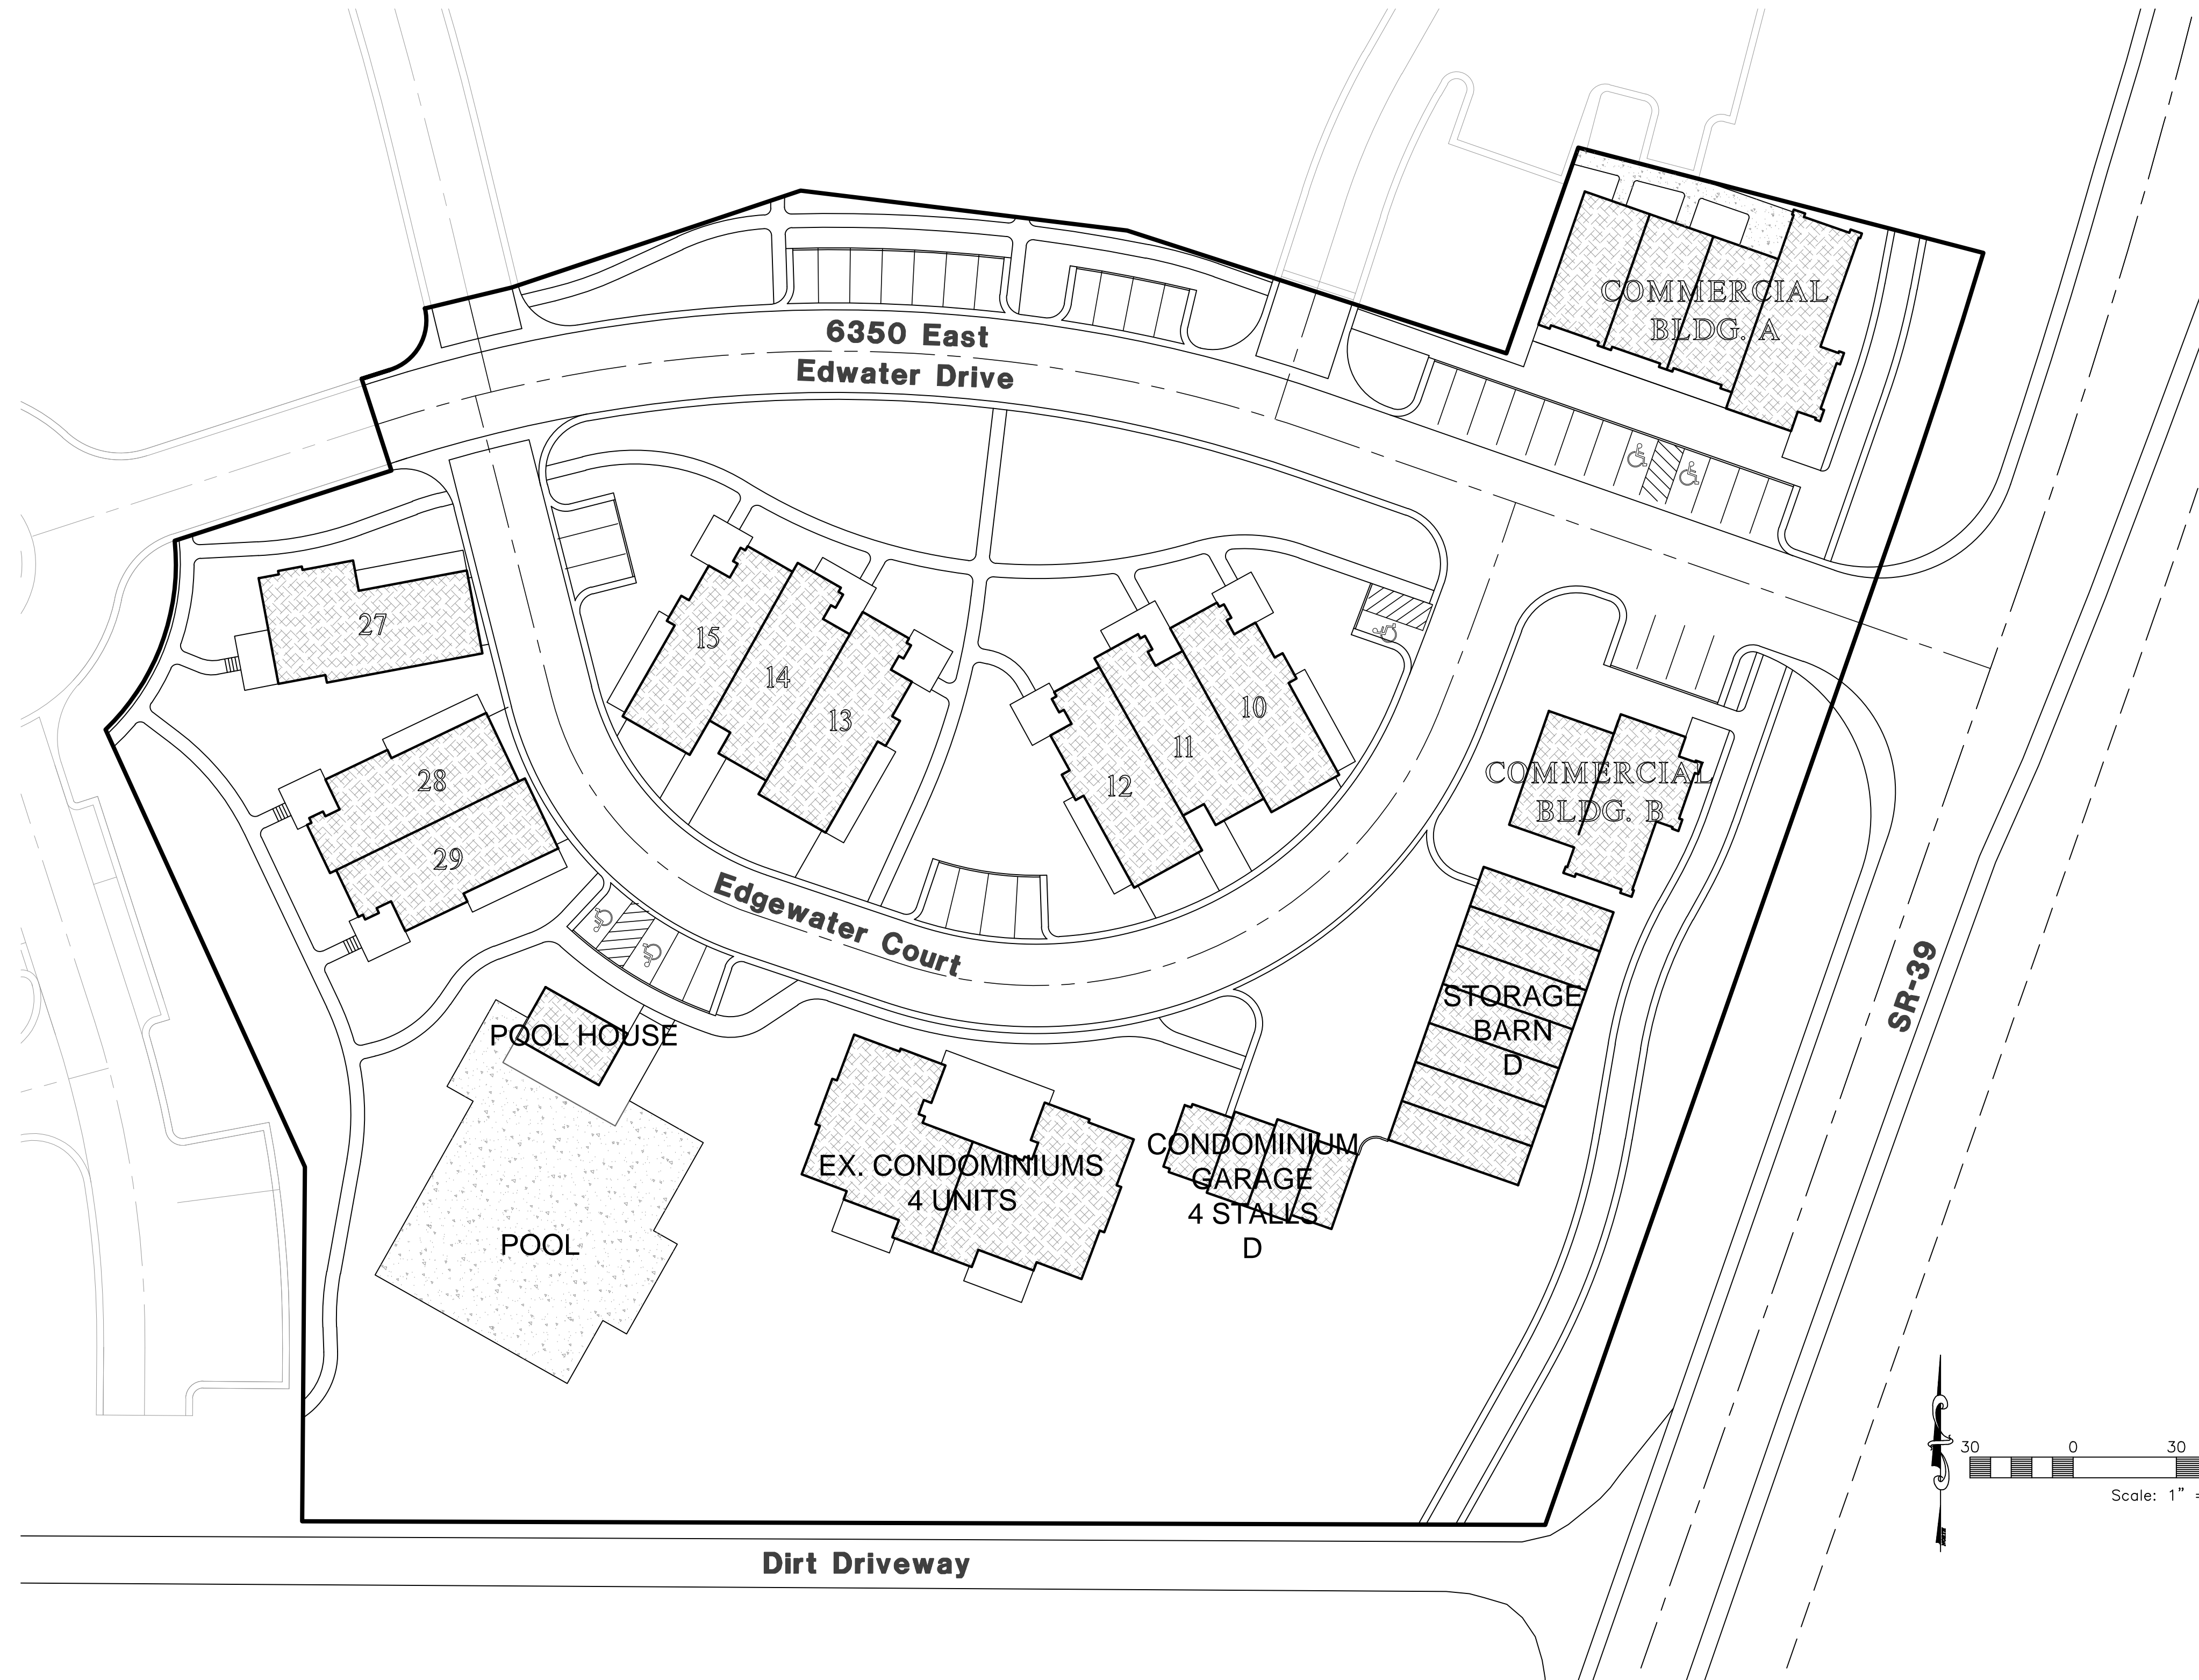 6350 East
Edwater Drive
COMMERCIAL
BLDG. A
27
15
14
13
10
11
12
28
29
COMMERCIAL
BLDG. B
Edgewater Court
SR-39
STORAGE
BARN
D
POOL HOUSE
POOL
EX. CONDOMINIUMS
4 UNITS
CONDOMINIUM
GARAGE
4 STALLS
D
30 0 30
Scale: 1" =
Dirt Driveway